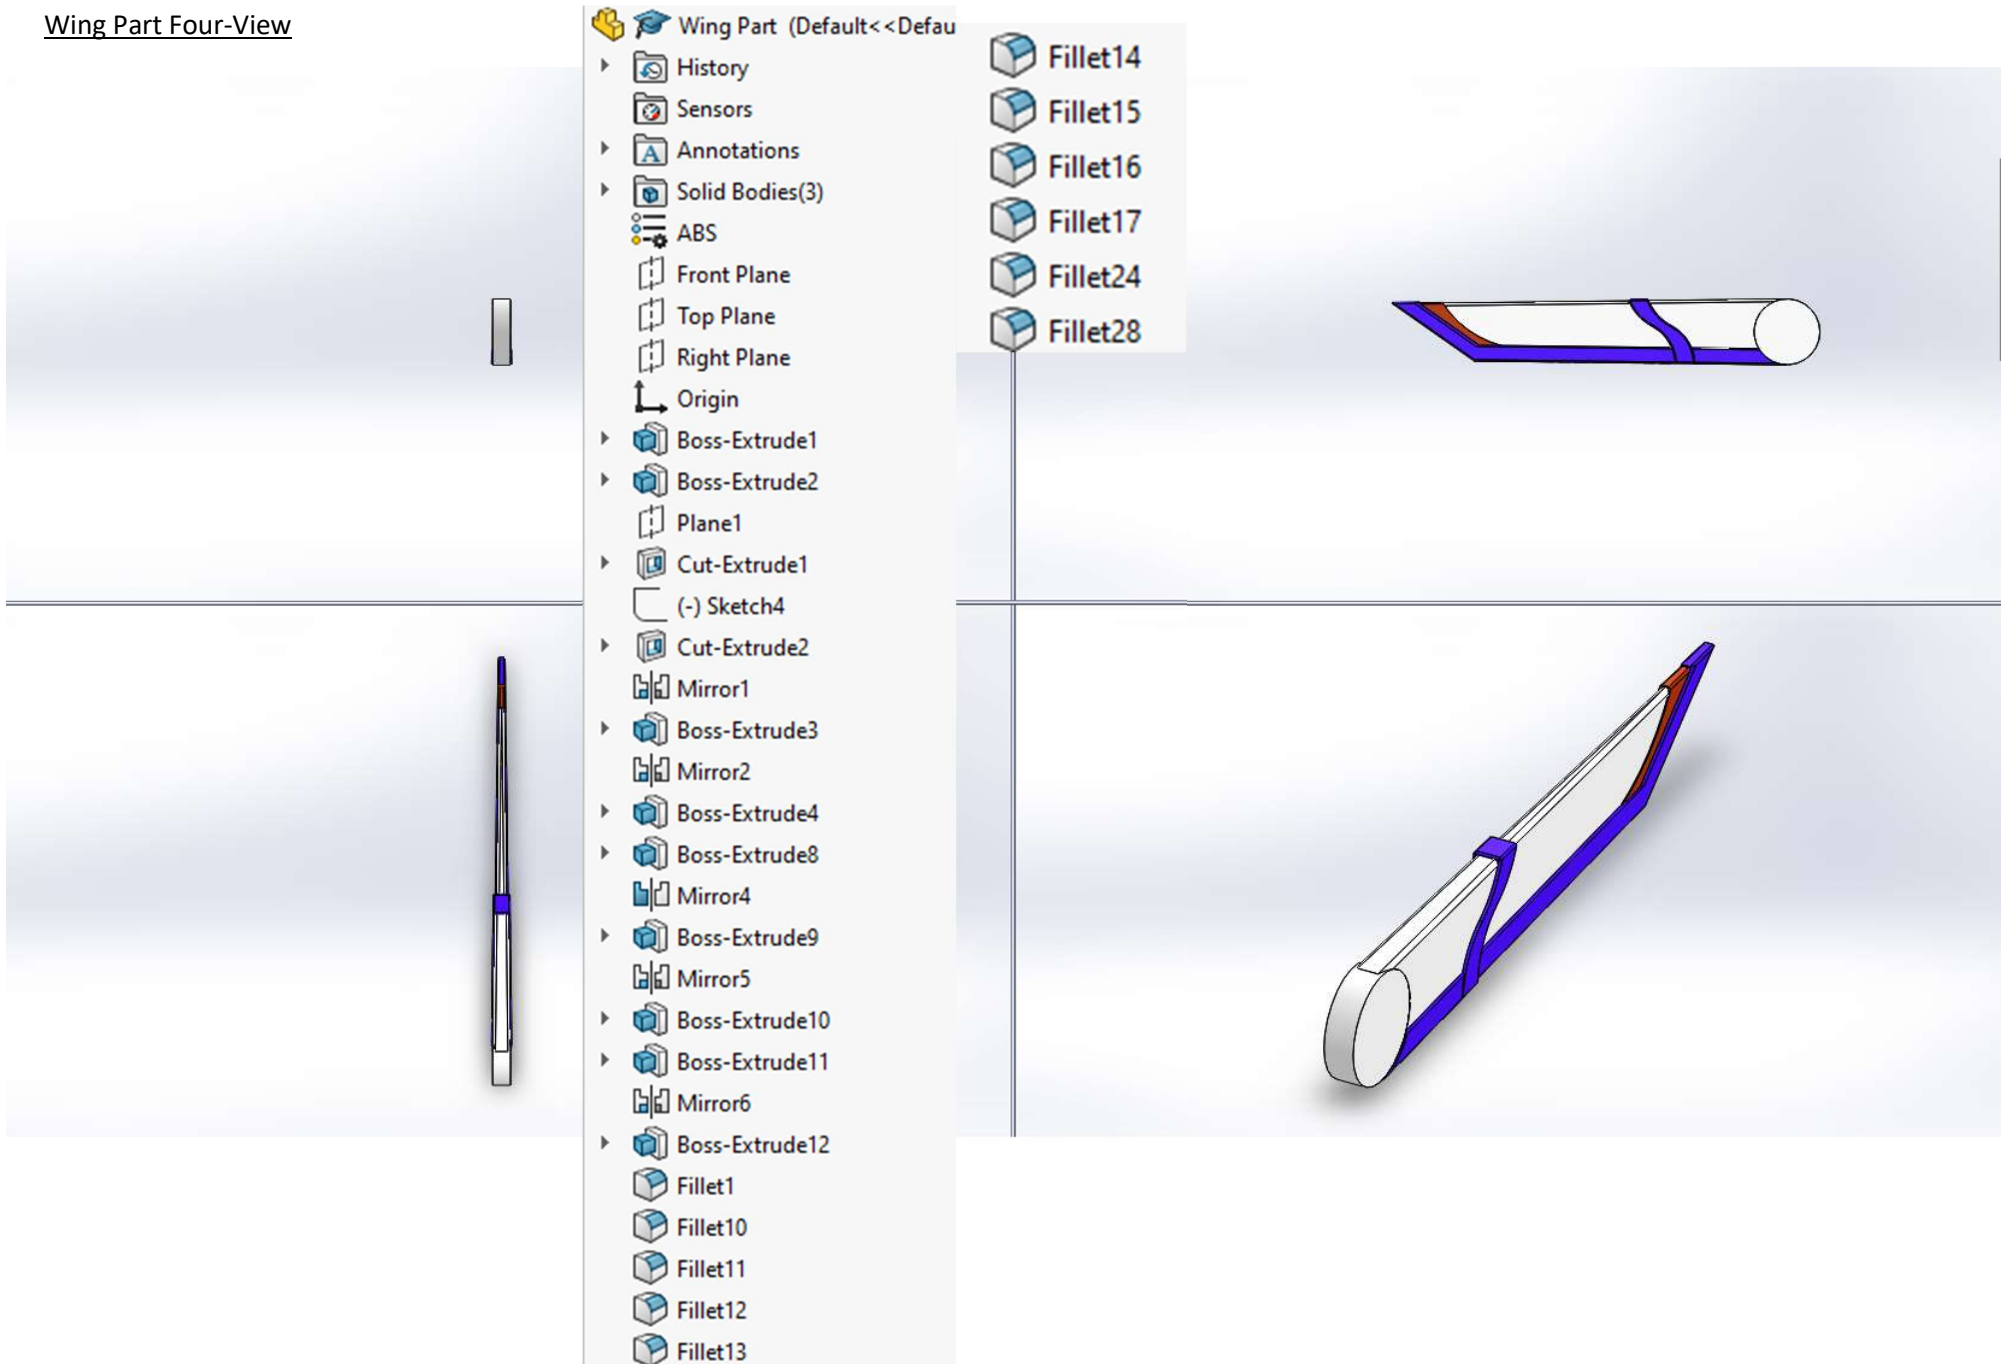 Wing Part Four-View
Wing Part (Default<<Defau
History
Sensors
Annotations
Solid Bodies(3)
ABS
Front Plane
Top Plane
Right Plane
Origin
Boss-Extrude1
Boss-Extrude2
Plane1
Cut-Extrude1
(-) Sketch4
Cut-Extrude2
Mirror1
Boss-Extrude3
Mirror2
Boss-Extrude4
Boss-Extrude8
Mirror4
Boss-Extrude9
Mirror5
Boss-Extrude10
Boss-Extrude11
Mirror6
Boss-Extrude12
Fillet1
Fillet10
Fillet11
Fillet12
Fillet13
Fillet14
Fillet15
Fillet16
Fillet17
Fillet24
Fillet28